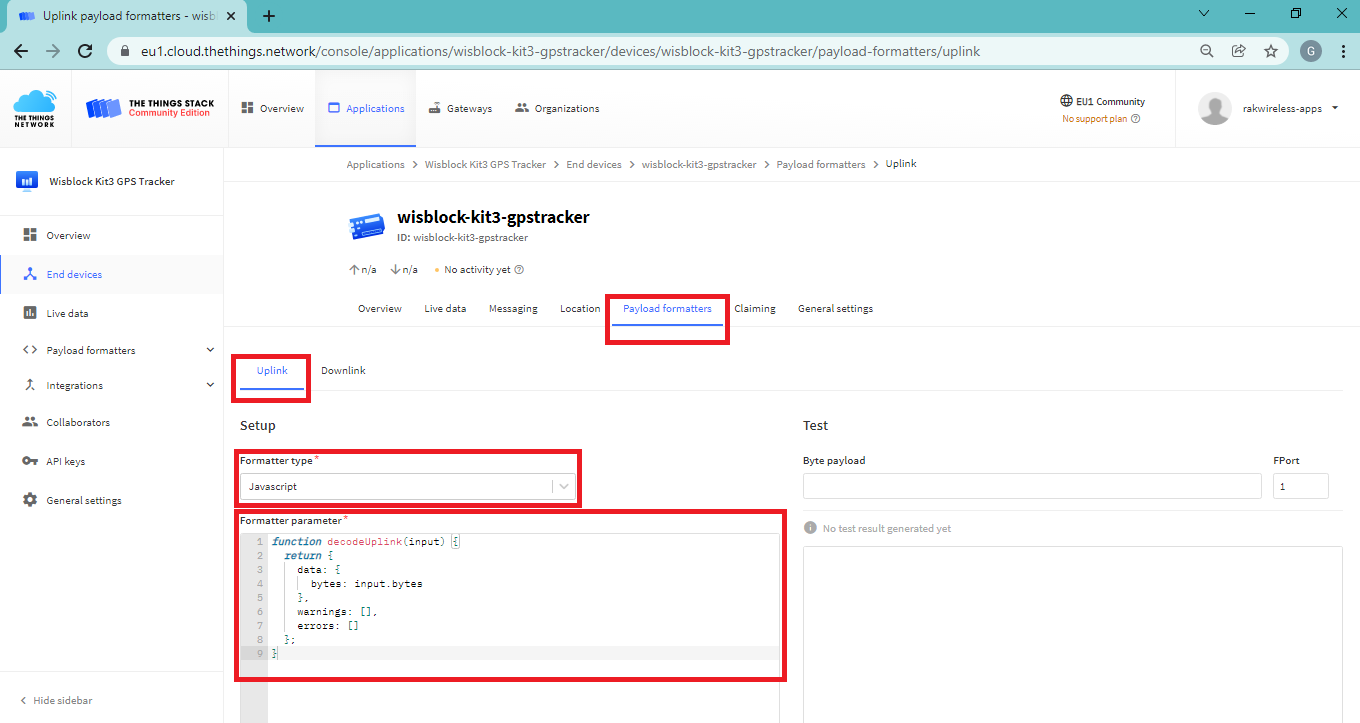 Uplink payload formatters - wisb
eu1.cloud.thethings.network/console/applications/wisblock-kit3-gpstracker/devices/wisblock-kit3-gpstracker/payload-formatters/uplink
G
THE THINGS
NETWORK
THE THINGS STACK
Community Edition
Overview
Applications
Gateways
Organizations
EU1 Community
No support plan
rakwireless-apps
Wisblock Kit3 GPS Tracker
Overview
End devices
Live data
Payload formatters
Integrations
Collaborators
API keys
General settings
Hide sidebar
Applications > Wisblock Kit3 GPS Tracker > End devices > wisblock-kit3-gpstracker > Payload formatters > Uplink
wisblock-kit3-gpstracker
ID: wisblock-kit3-gpstracker
n/a n/a No activity yet
Overview Live data Messaging Location Payload formatters Claiming General settings
Uplink Downlink
Setup
Formatter type*
Javascript
Formatter parameter*
1 function decodeUplink(input) {
2 return {
3 data: {
4 bytes: input.bytes
5 },
6 warnings: [],
7 errors: []
8 };
9 }
Test
Byte payload
FPort
1
No test result generated yet